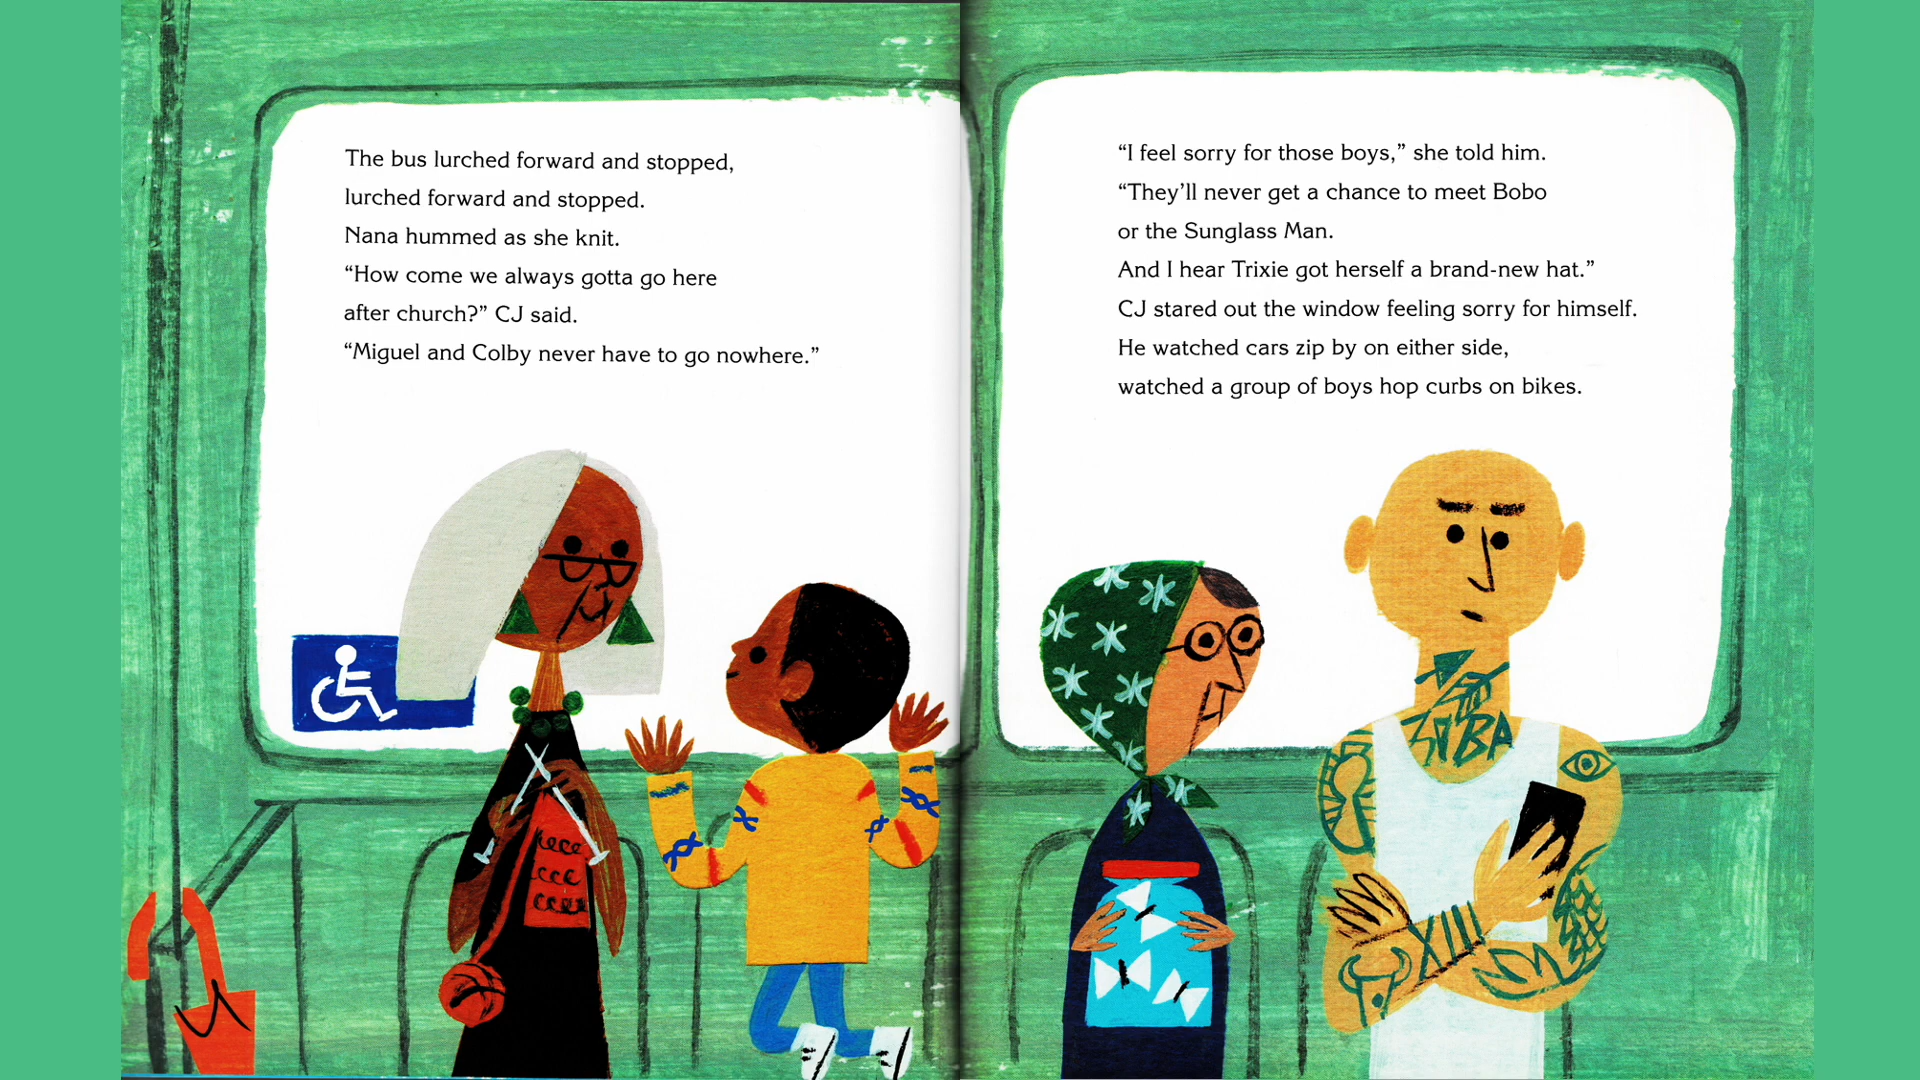 The bus lurched forward and stopped,
lurched forward and stopped.
Nana hummed as she knit.
“How come we always gotta go here
after church?” CJ said.
“Miguel and Colby never have to go nowhere.”
“I feel sorry for those boys,” she told him.
“They’ll never get a chance to meet Bobo
or the Sunglass Man.
And I hear Trixie got herself a brand-new hat.”
CJ stared out the window feeling sorry for himself.
He watched cars zip by on either side,
watched a group of boys hop curbs on bikes.
XIII